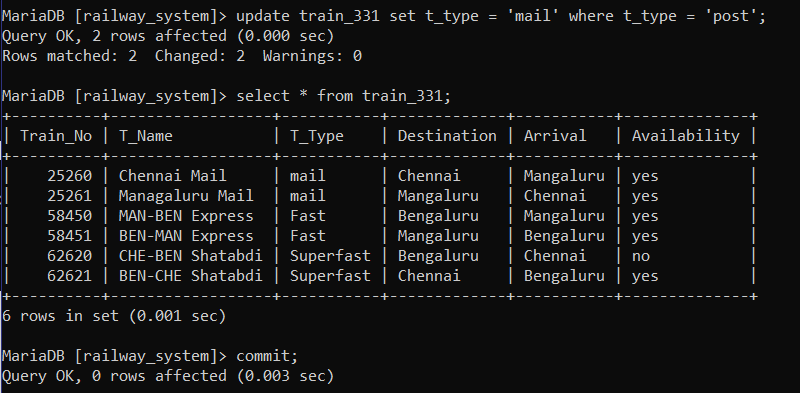 MariaDB [railway_system]> update train_331 set t_type = 'mail' where t_type = 'post';
Query OK, 2 rows affected (0.000 sec)
Rows matched: 2  Changed: 2  Warnings: 0
MariaDB [railway_system]> select * from train_331;
+----------+-----------------+-----------+-------------+-----------+--------------+
| Train_No | T_Name          | T_Type    | Destination | Arrival   | Availability |
+----------+-----------------+-----------+-------------+-----------+--------------+
|    25260 | Chennai Mail    | mail      | Chennai     | Mangaluru | yes          |
|    25261 | Managaluru Mail | mail      | Mangaluru   | Chennai   | yes          |
|    58450 | MAN-BEN Express | Fast      | Bengaluru   | Mangaluru | yes          |
|    58451 | BEN-MAN Express | Fast      | Mangaluru   | Bengaluru | yes          |
|    62620 | CHE-BEN Shatabdi | Superfast | Bengaluru   | Chennai   | no           |
|    62621 | BEN-CHE Shatabdi | Superfast | Chennai     | Bengaluru | yes          |
+----------+-----------------+-----------+-------------+-----------+--------------+
6 rows in set (0.001 sec)
MariaDB [railway_system]> commit;
Query OK, 0 rows affected (0.003 sec)